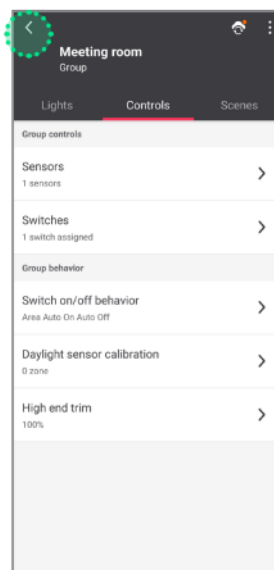 Meeting room
Group
Lights Controls Scenes
Group controls
Sensors
1 sensors
Switches
1 switch assigned
Group behavior
Switch on/off behavior
Area Auto On Auto Off
Daylight sensor calibration
0 zone
High end trim
100%